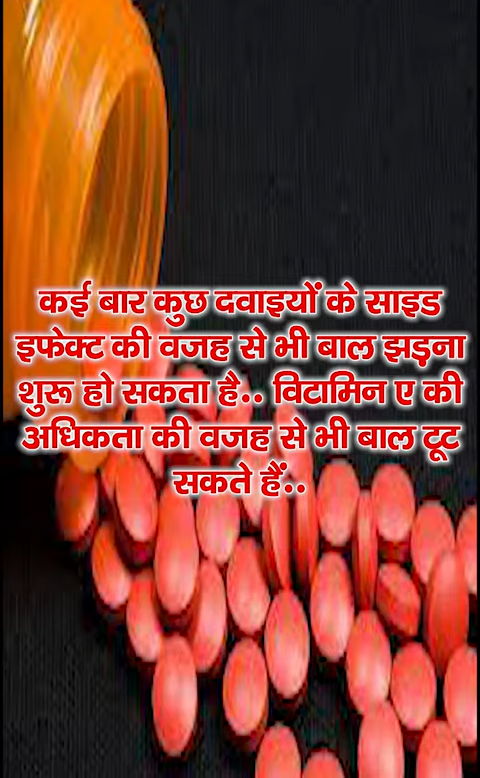 कई बार कुछ दवाइयों के साइड
इफेक्ट की वजह से भी बाल झड़ना
शुरू हो सकता है.. विटामिन ए की
अधिकता की वजह से भी बाल टूट
सकते हैं..